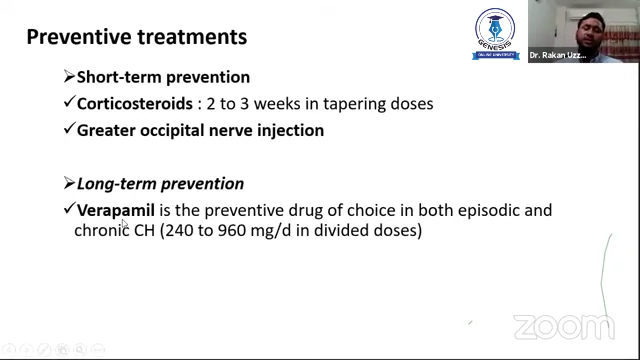 Preventive treatments
GENESIS
ONLINE UNIVERSITY
Dr. Rakan Uzz...
➢Short-term prevention
✓Corticosteroids : 2 to 3 weeks in tapering doses
✓Greater occipital nerve injection
➢Long-term prevention
✓Verapamil is the preventive drug of choice in both episodic and
chronic CH (240 to 960 mg/d in divided doses)
zoom